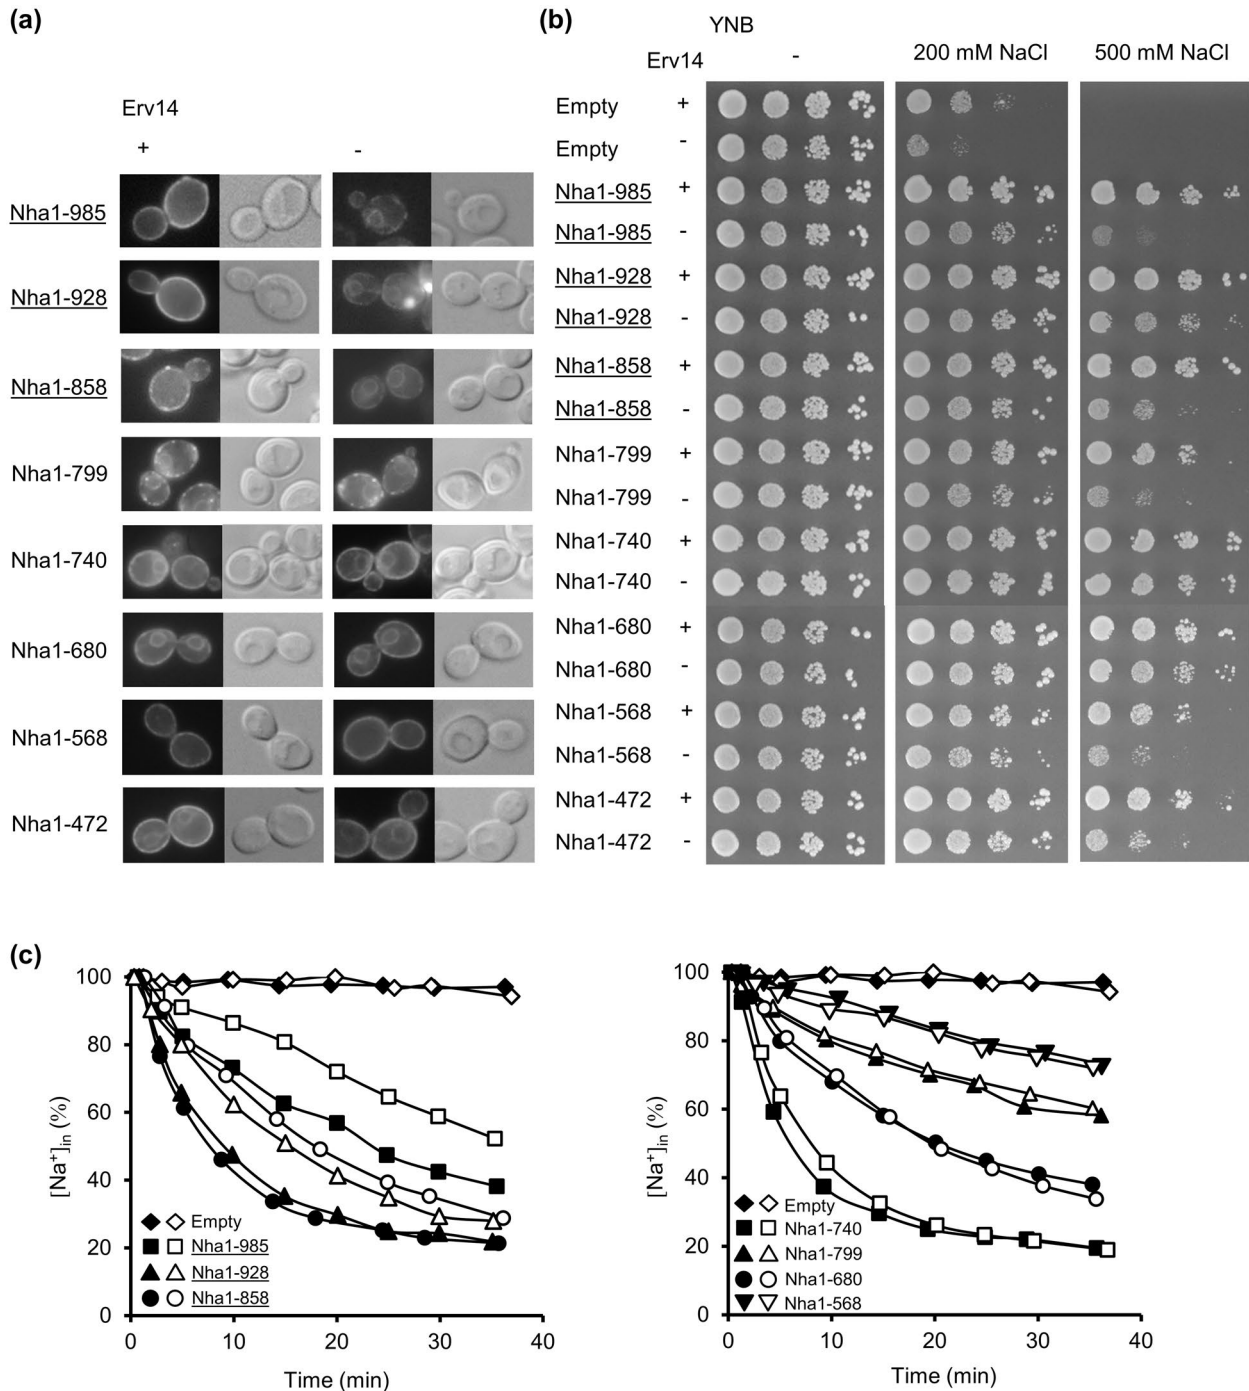 (a)
Erv14
+ -
Nha1-985
Nha1-928
Nha1-858
Nha1-799
Nha1-740
Nha1-680
Nha1-568
Nha1-472
(b)
YNB
Erv14 - 200 mM NaCl 500 mM NaCl
Empty +
Empty -
Nha1-985 +
Nha1-985 -
Nha1-928 +
Nha1-928 -
Nha1-858 +
Nha1-858 -
Nha1-799 +
Nha1-799 -
Nha1-740 +
Nha1-740 -
Nha1-680 +
Nha1-680 -
Nha1-568 +
Nha1-568 -
Nha1-472 +
Nha1-472 -
(c)
[Na⁺]in (%)
100
80
60
40
20
0
Empty
Nha1-985
Nha1-928
Nha1-858
0 10 20 30 40
Time (min)
[Na⁺]in (%)
100
80
60
40
20
0
Empty
Nha1-740
Nha1-799
Nha1-680
Nha1-568
0 10 20 30 40
Time (min)